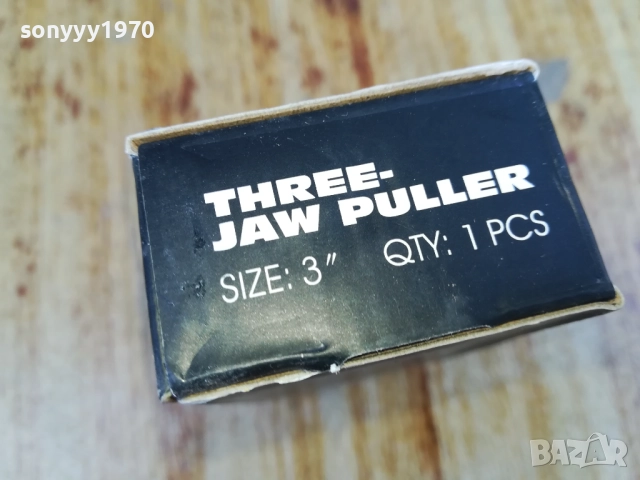 sonyyy1970
THREE-
JAW PULLER
SIZE: 3" QTY: 1 PCS
BAZAR